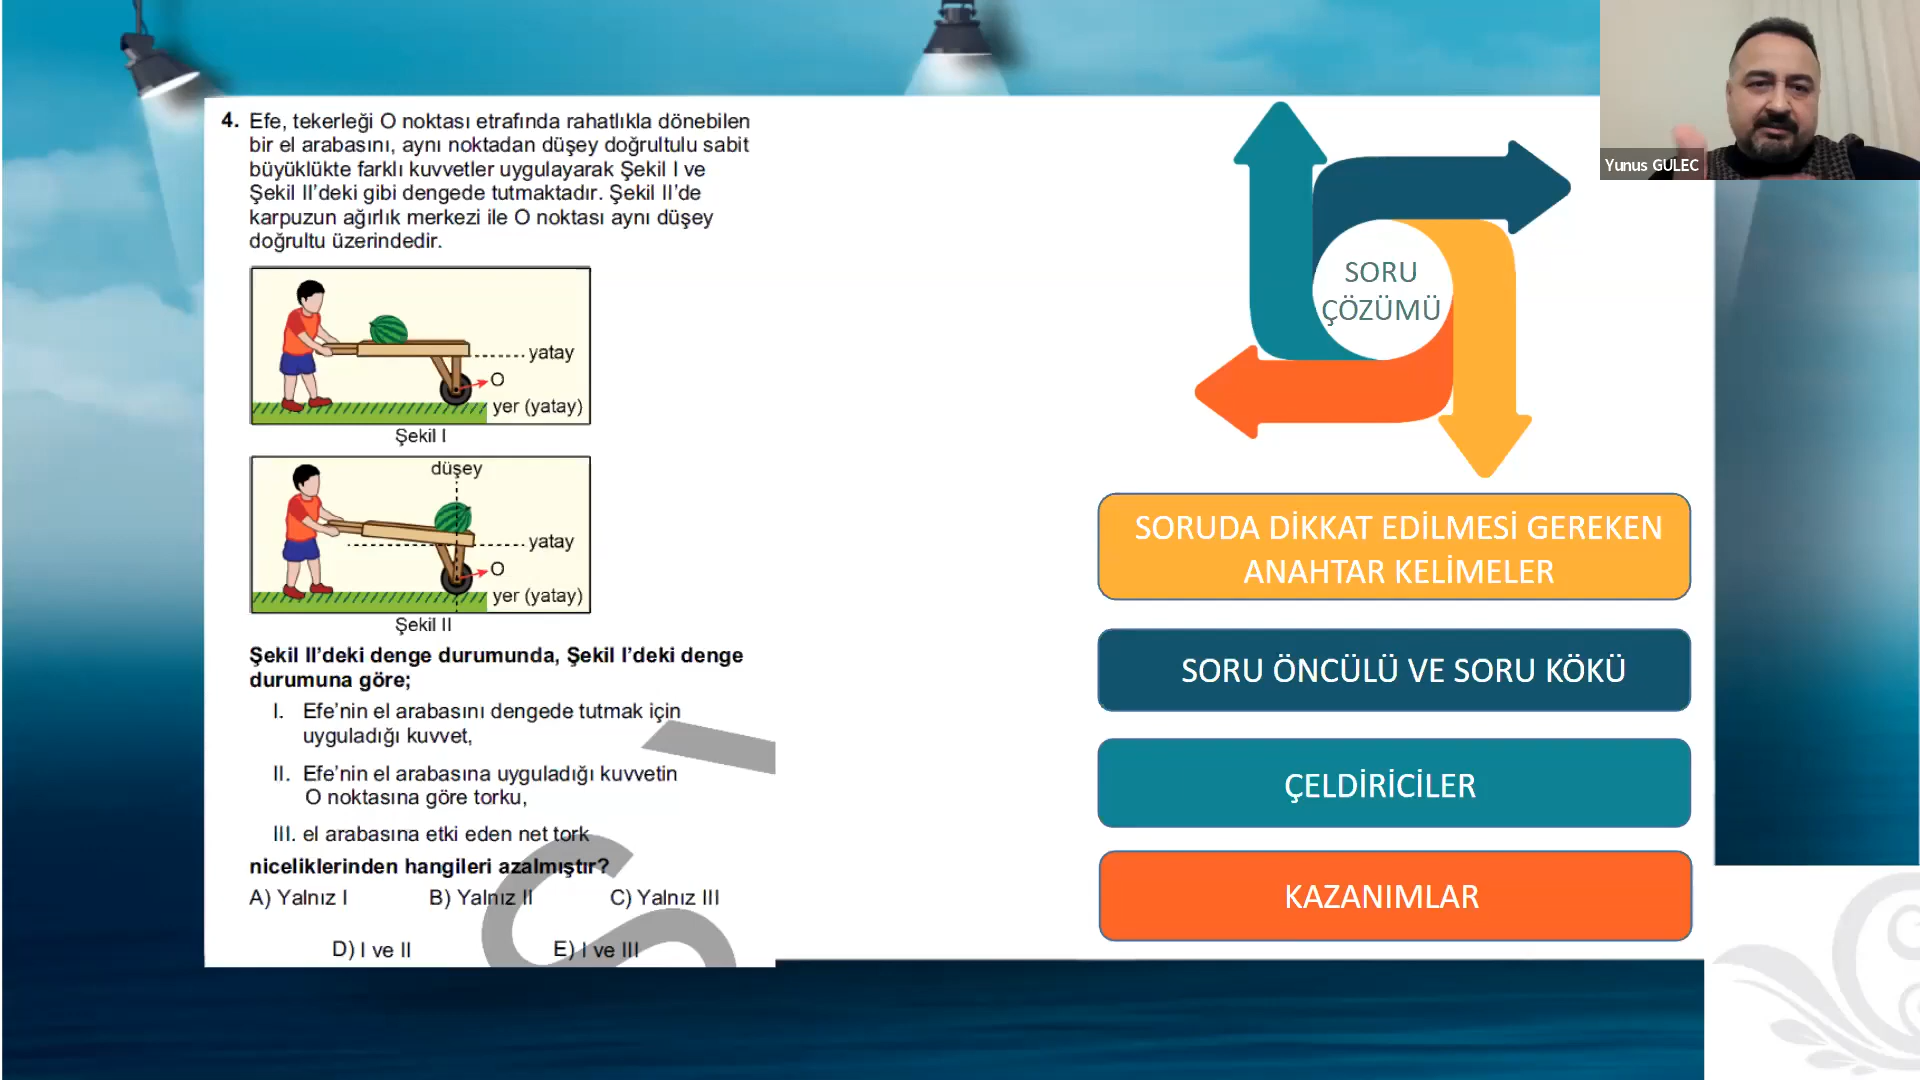 4. Efe, tekerleği O noktası etrafında rahatlıkla dönebilen
bir el arabasını, aynı noktadan düşey doğrultulu sabit
büyüklükte farklı kuvvetler uygulayarak Şekil I ve
Şekil II'deki gibi dengede tutmaktadır. Şekil II'de
karpuzun ağırlık merkezi ile O noktası aynı düşey
doğrultu üzerindedir.
yatay
O
yer (yatay)
Şekil I
düşey
yatay
O
yer (yatay)
Şekil II
Şekil II'deki denge durumunda, Şekil I'deki denge
durumuna göre;
I. Efe'nin el arabasını dengede tutmak için
uyguladığı kuvvet,
II. Efe'nin el arabasına uyguladığı kuvvetin
O noktasına göre torku,
III. el arabasına etki eden net tork
niceliklerinden hangileri azalmıştır?
A) Yalnız I B) Yalnız II C) Yalnız III
D) I ve II E) I ve III
SORU
ÇÖZÜMÜ
SORUDA DİKKAT EDİLMESİ GEREKEN
ANAHTAR KELİMELER
SORU ÖNCÜLÜ VE SORU KÖKÜ
ÇELDİRİCİLER
KAZANIMLAR
Yunus GULEC